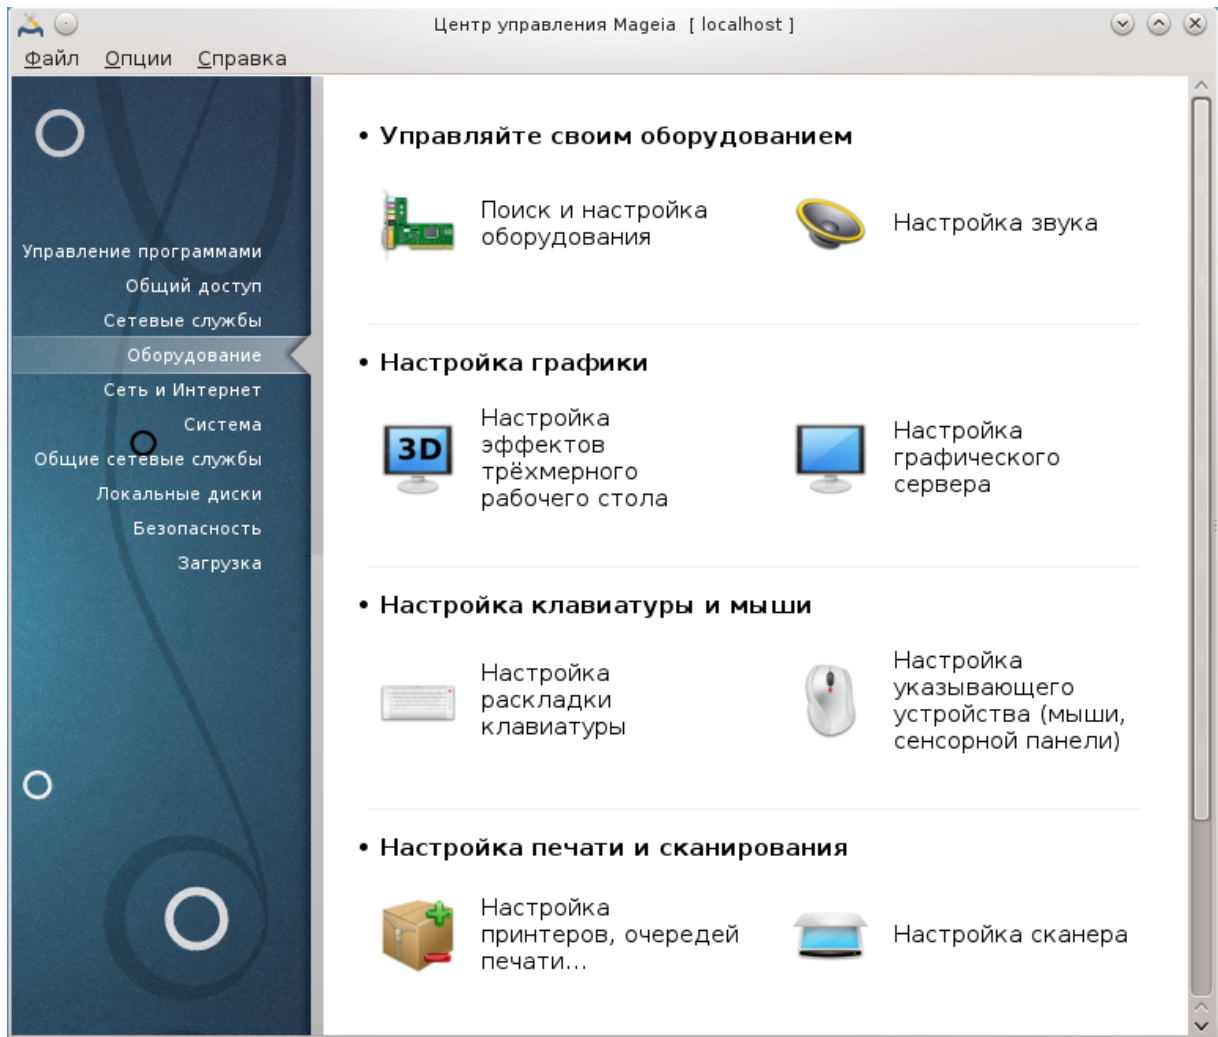 Центр управления Mageia [ localhost ]
Файл Опции Справка
Управление программами
Общий доступ
Сетевые службы
Оборудование
Сеть и Интернет
Система
Общие сетевые службы
Локальные диски
Безопасность
Загрузка
• Управляйте своим оборудованием
Поиск и настройка
оборудования
Настройка звука
• Настройка графики
3D
Настройка
эффектов
трёхмерного
рабочего стола
Настройка
графического
сервера
• Настройка клавиатуры и мыши
Настройка
раскладки
клавиатуры
Настройка
указывающего
устройства (мыши,
сенсорной панели)
• Настройка печати и сканирования
Настройка
принтеров, очередей
печати...
Настройка сканера